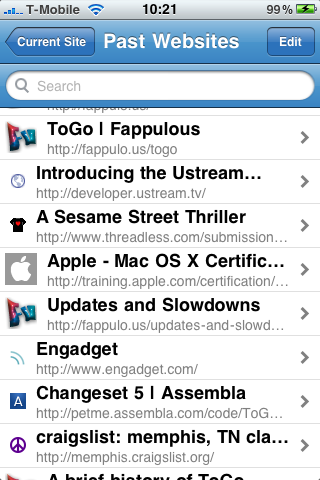 T-Mobile 10:21 99%
Current Site Past Websites Edit
Search
http://fappulo.us/
ToGo | Fappulous
http://fappulo.us/togo
Introducing the Ustream…
http://developer.ustream.tv/
A Sesame Street Thriller
http://www.threadless.com/submission…
Apple - Mac OS X Certific…
http://training.apple.com/certification/…
Updates and Slowdowns
http://fappulo.us/updates-and-slowd…
Engadget
http://www.engadget.com/
A
Changeset 5 | Assembla
http://petme.assembla.com/code/ToG…
craigslist: memphis, TN cla…
http://memphis.craigslist.org/
A brief history of ToGo